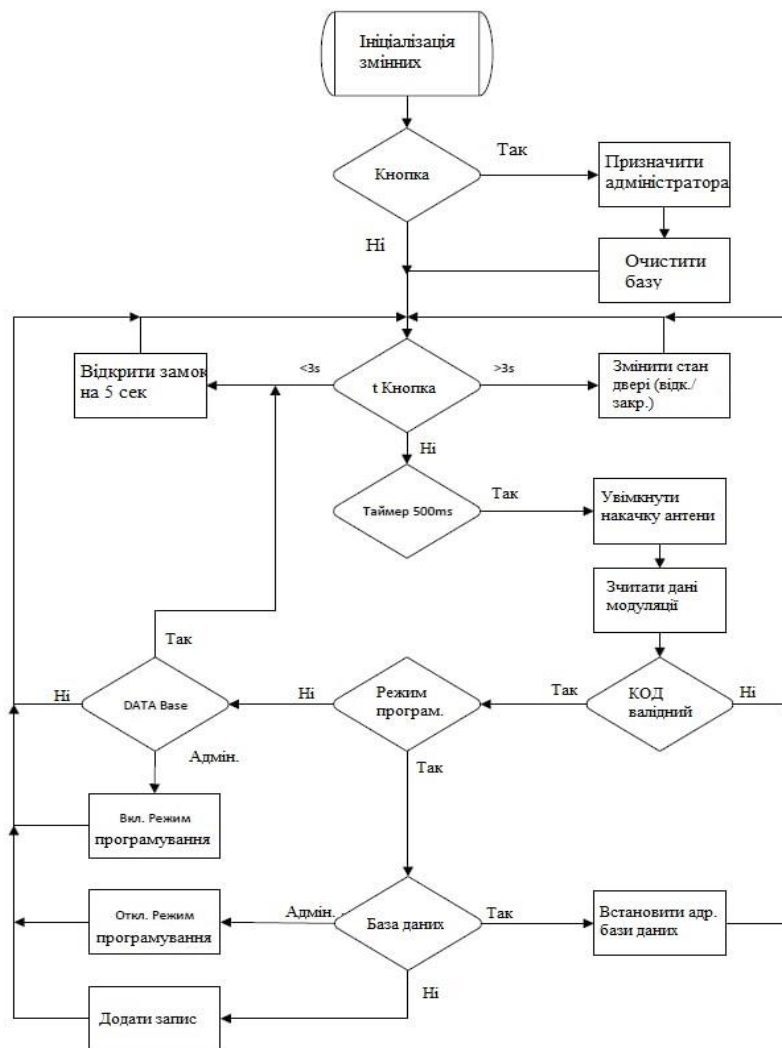 Ініціалізація
змінних
Кнопка
Так
Призначити
адміністратора
Ні
Очистити
базу
Відкрити замок
на 5 сек
<3s
t Кнопка
>3s
Змінити стан
двері (відк./
закр.)
Ні
Таймер 500ms
Так
Увімкнути
накачку антени
Зчитати дані
модуляції
Так
Ні
DATA Base
Ні
Режим
програм.
Так
КОД
валідний
Ні
Адмін.
Так
Вкл. Режим
програмування
Откл. Режим
програмування
Адмін.
База даних
Так
Встановити адр.
бази даних
Ні
Додати запис